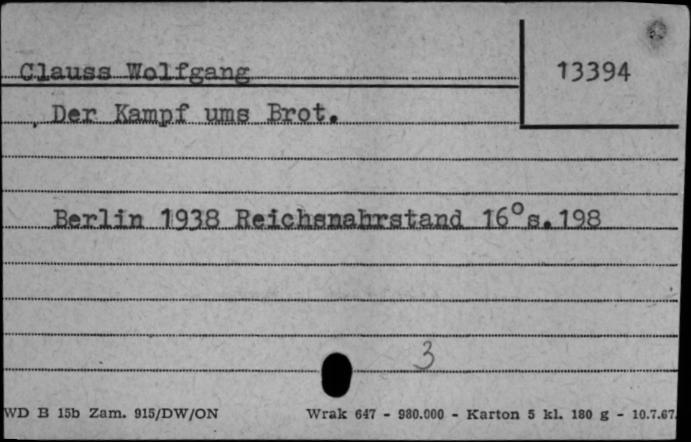 Clauss Wolfgang
13394
Der Kampf ums Brot.
Berlin 1938 Reichsnahrstand 16° s. 198
3
WD B 15b Zam. 915/DW/ON Wrak 647 - 980.000 - Karton 5 kl. 180 g - 10.7.67.